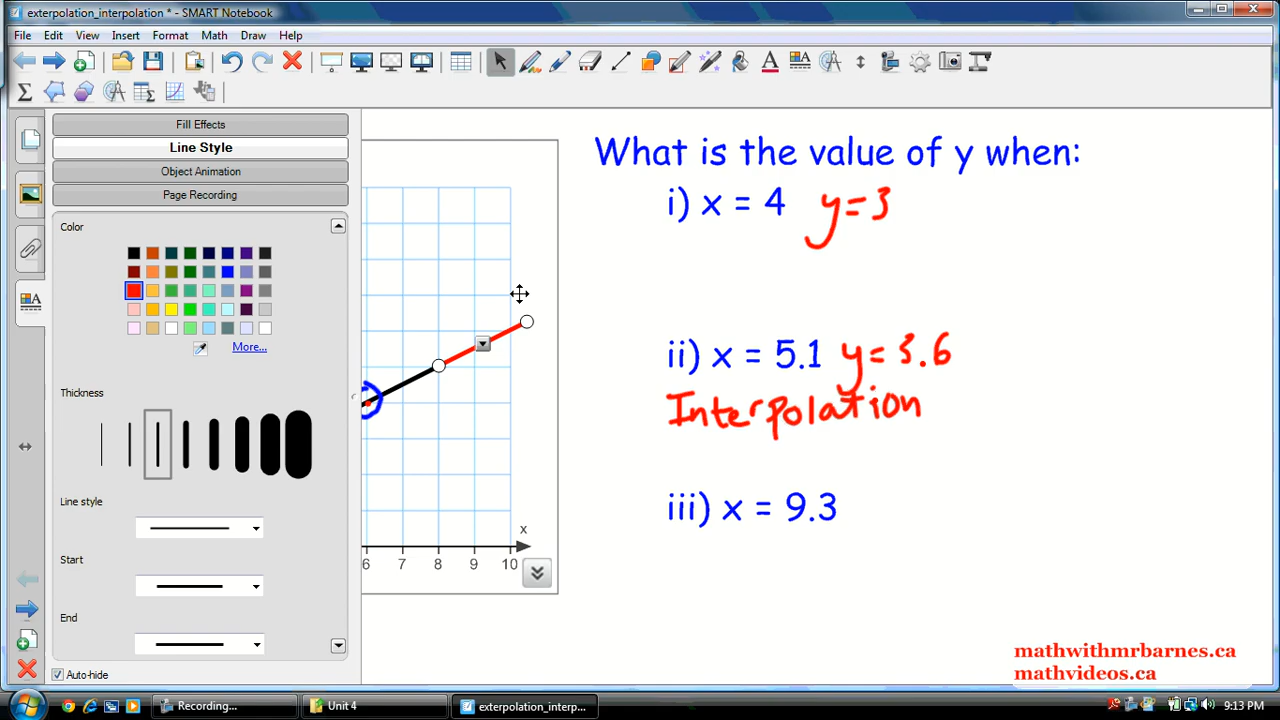 exterpolation_interpolation * - SMART Notebook
File Edit View Insert Format Math Draw Help
Fill Effects
Line Style
Object Animation
Page Recording
Color
More...
Thickness
Line style
Start
End
Auto-hide
x
6 7 8 9 10
What is the value of y when:
i) x = 4 y=3
ii) x = 5.1 y=3.6
Interpolation
iii) x = 9.3
mathwithmrbarnes.ca
mathvideos.ca
Recording...
Unit 4
exterpolation_interp...
9:13 PM